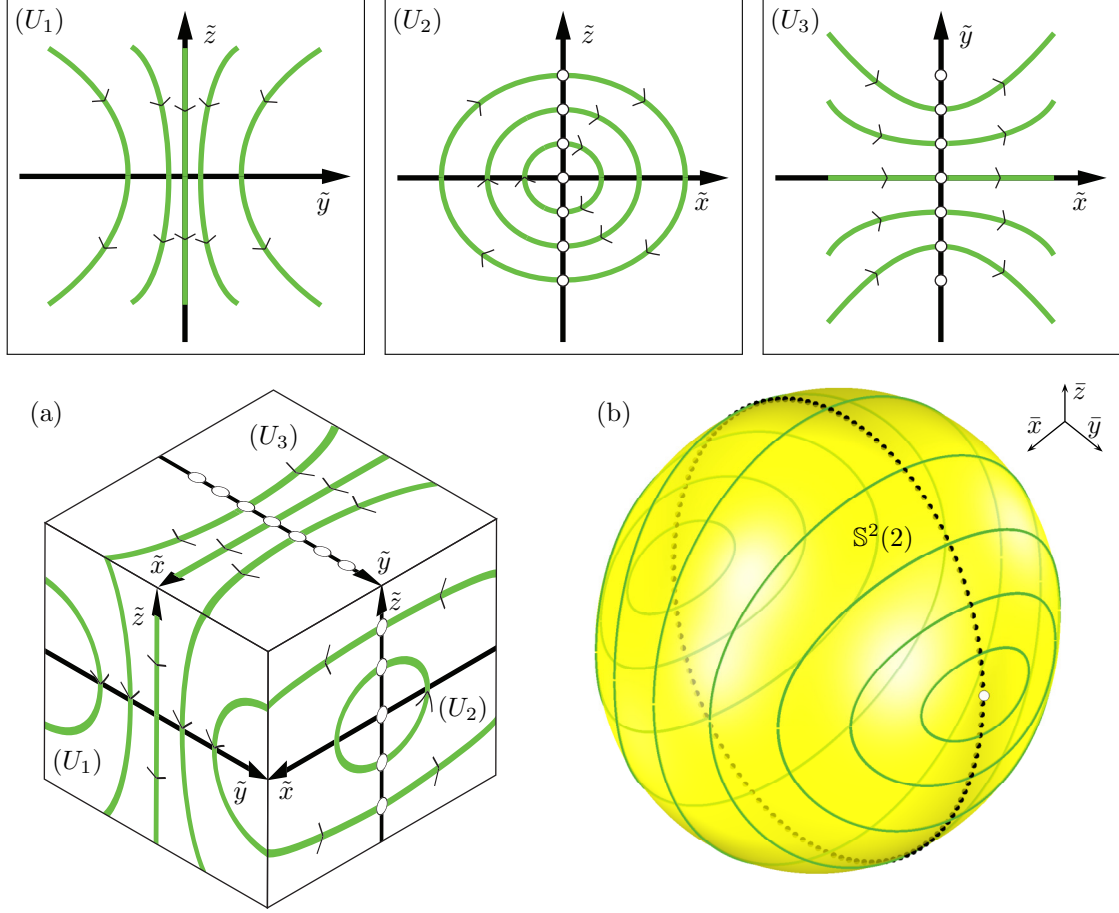 (U₁) z̃ (U₂) z̃ (U₃) ỹ
ỹ x̃ x̃
(a) (U₃) (b) z̄
x̄ ȳ
𝕊²(2)
x̃ ỹ
z̃ z̃
(U₂)
(U₁)
ỹ x̃